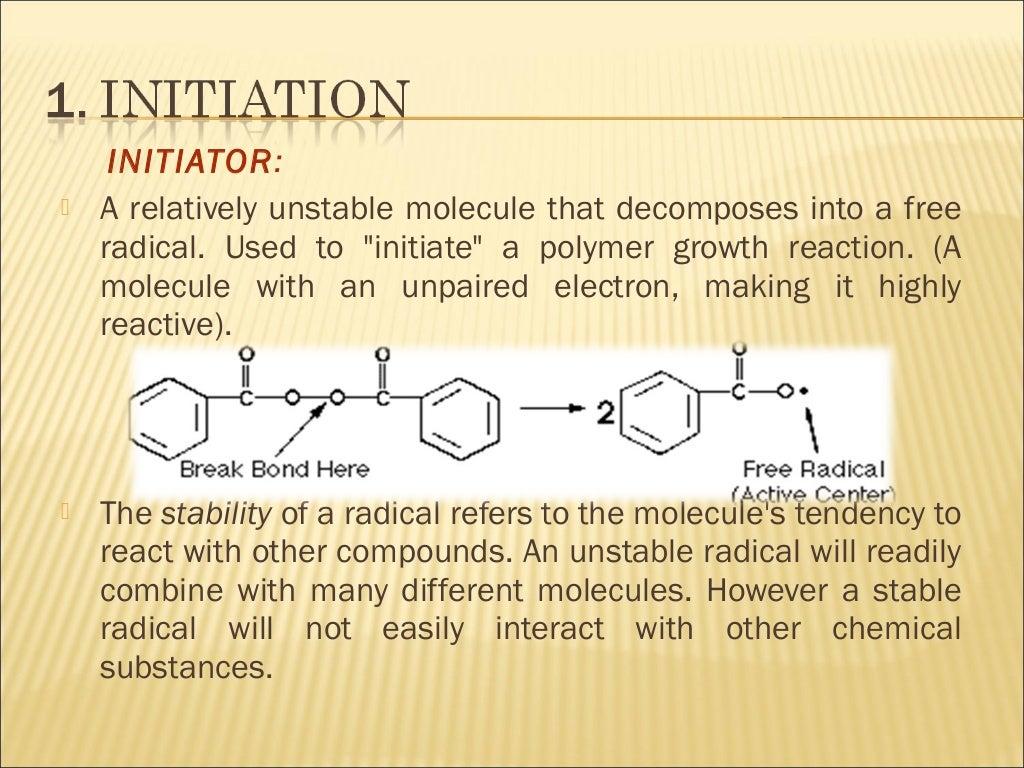 1. INITIATION
INITIATOR:
A relatively unstable molecule that decomposes into a free
radical. Used to "initiate" a polymer growth reaction. (A
molecule with an unpaired electron, making it highly
reactive).
O O O
C O O C 2 C O•
Break Bond Here Free Radical
(Active Center)
The stability of a radical refers to the molecule's tendency to
react with other compounds. An unstable radical will readily
combine with many different molecules. However a stable
radical will not easily interact with other chemical
substances.